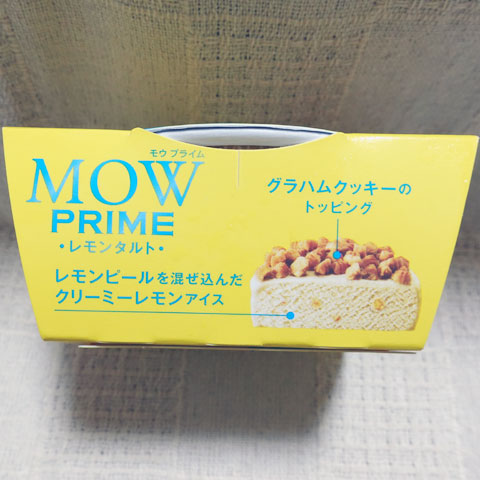 モウ プライム
MOW
PRIME
・レモンタルト・
レモンピールを混ぜ込んだ
クリーミーレモンアイス
グラハムクッキーの
トッピング